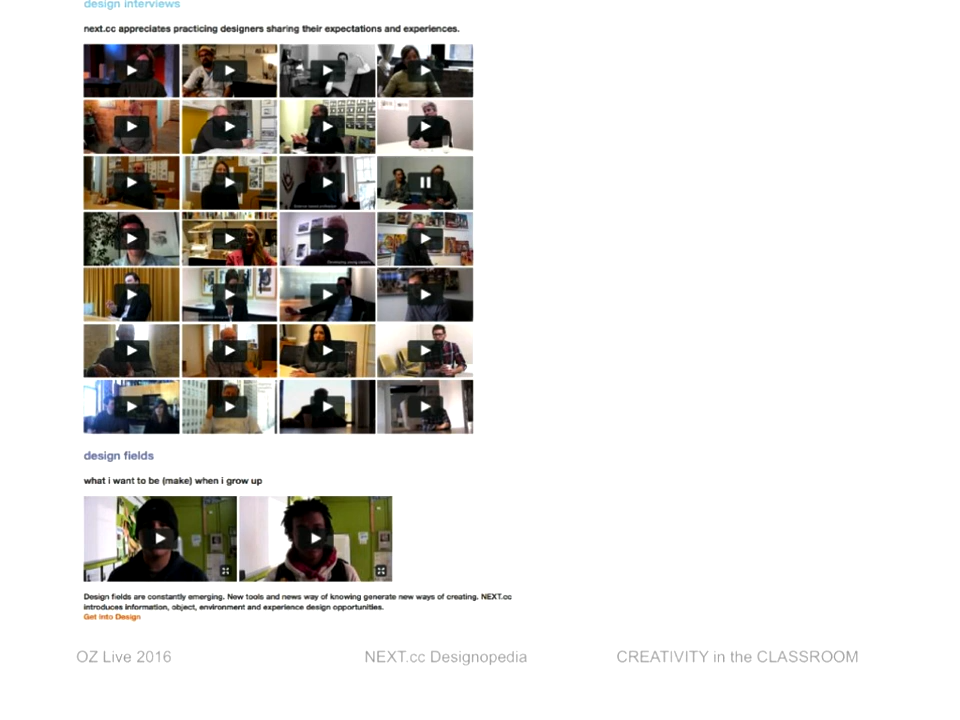 design interviews
next.cc appreciates practicing designers sharing their expectations and experiences.
design fields
what i want to be (make) when i grow up
Design fields are constantly emerging. New tools and news way of knowing generate new ways of creating. NEXT.cc
introduces information, object, environment and experience design opportunities.
Get Into Design
OZ Live 2016
NEXT.cc Designopedia
CREATIVITY in the CLASSROOM